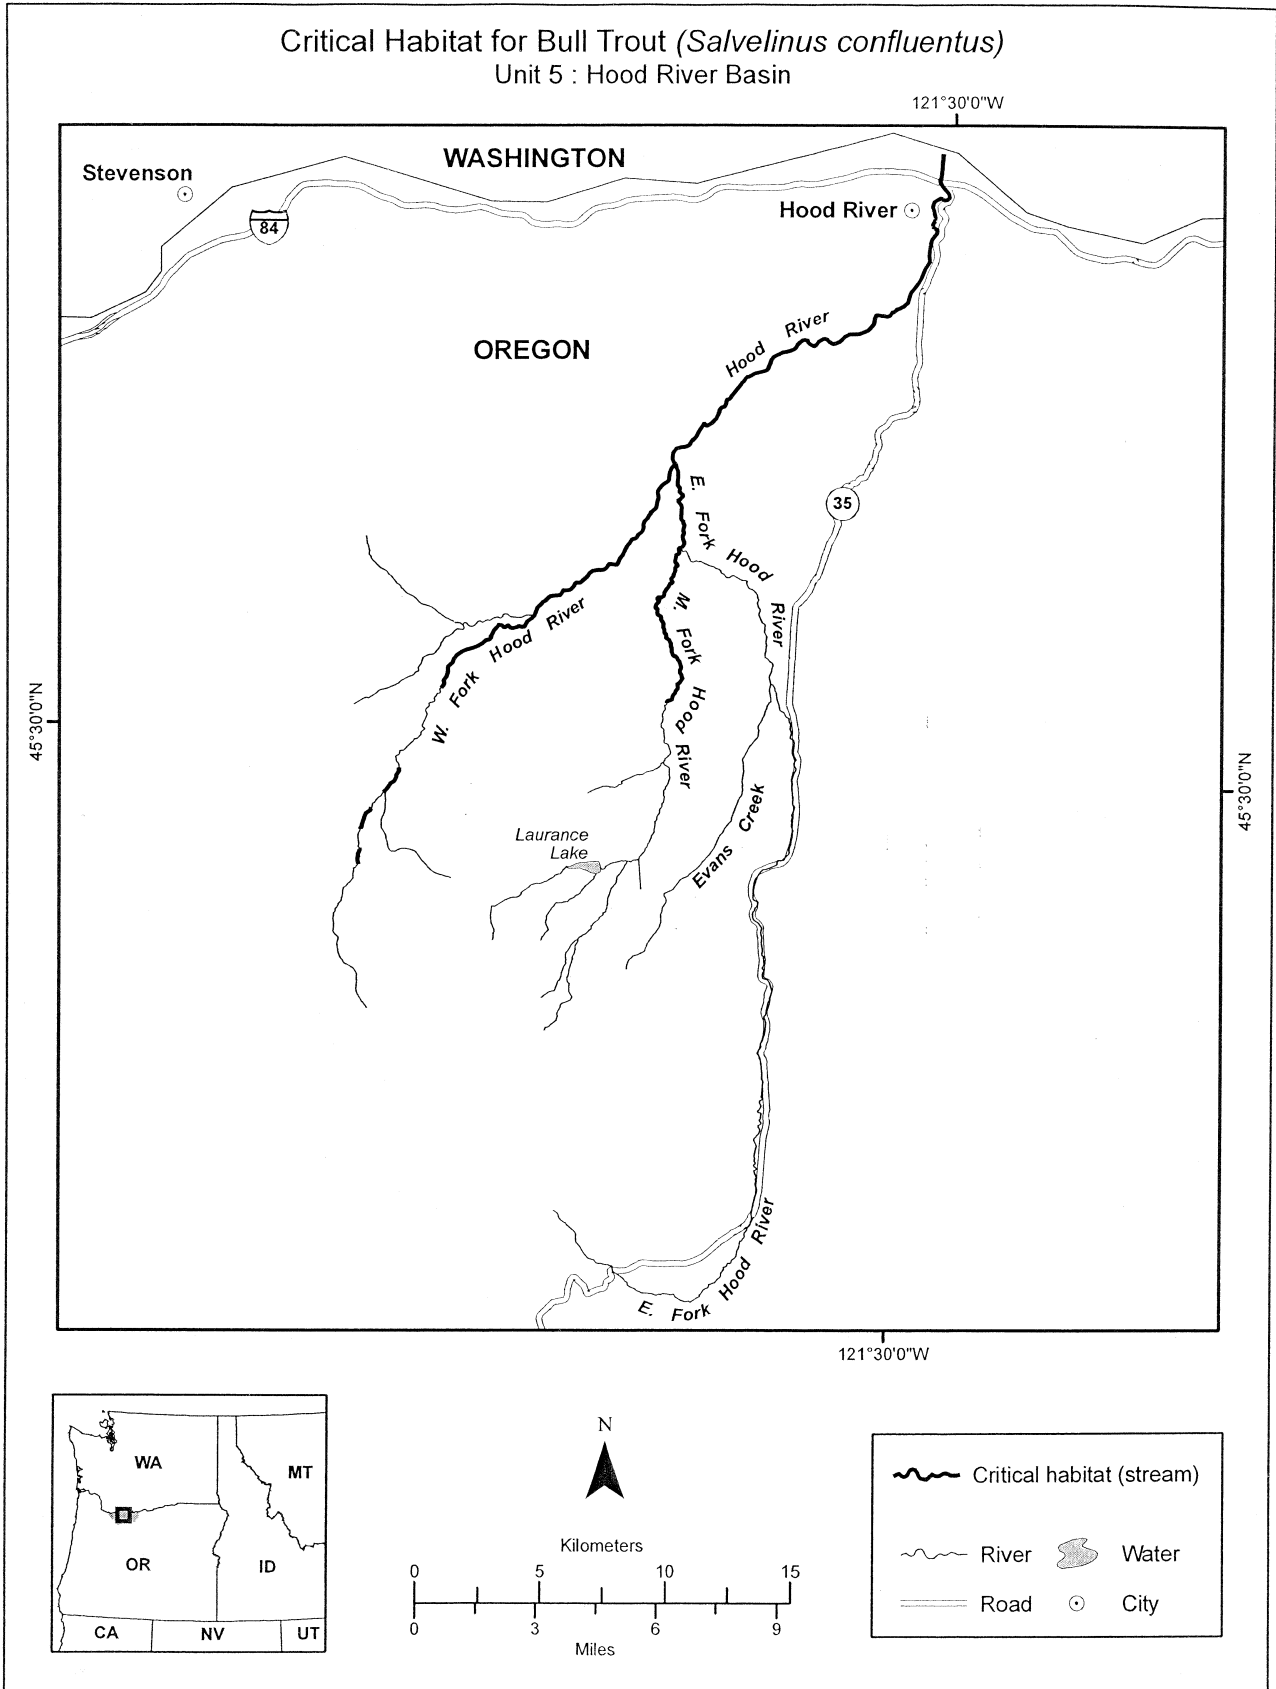 Critical Habitat for Bull Trout (Salvelinus confluentus)
Unit 5 : Hood River Basin
121°30'0"W
WASHINGTON
Stevenson
84
Hood River
OREGON
Hood River
E. Fork Hood River
35
M. Fork Hood River
W. Fork Hood River
45°30'0"N
45°30'0"N
Evans Creek
Laurance
Lake
E. Fork Hood River
121°30'0"W
WA
MT
OR
ID
CA
NV
UT
N
Kilometers
0 5 10 15
0 3 6 9
Miles
Critical habitat (stream)
River
Water
Road
City